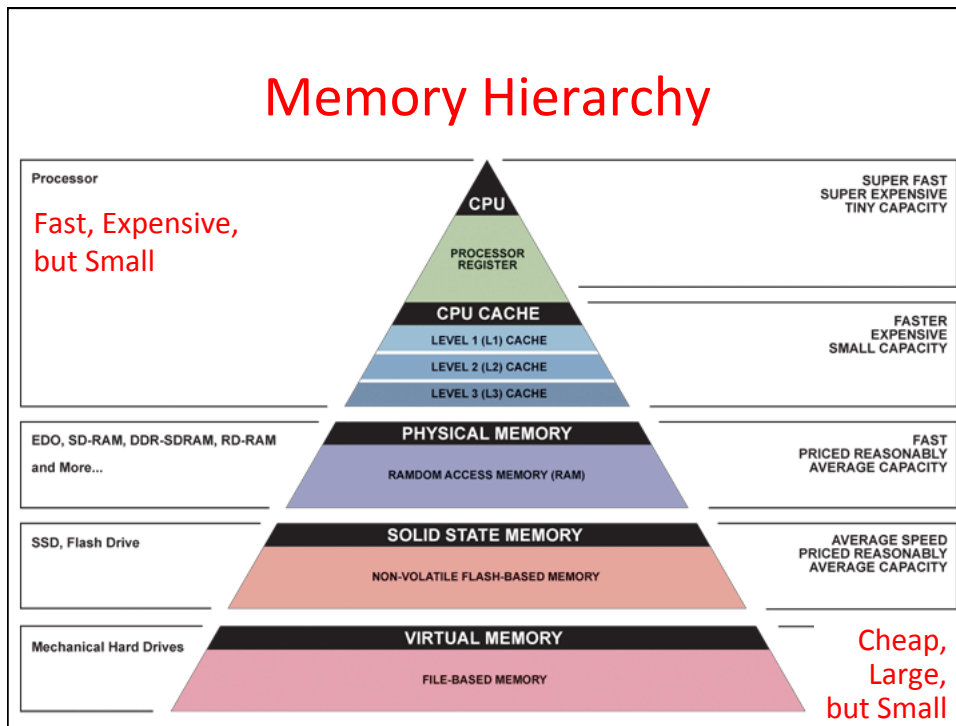 Memory Hierarchy
Processor
Fast, Expensive,
but Small
CPU
PROCESSOR
REGISTER
SUPER FAST
SUPER EXPENSIVE
TINY CAPACITY
CPU CACHE
LEVEL 1 (L1) CACHE
LEVEL 2 (L2) CACHE
LEVEL 3 (L3) CACHE
FASTER
EXPENSIVE
SMALL CAPACITY
EDO, SD-RAM, DDR-SDRAM, RD-RAM
and More...
PHYSICAL MEMORY
RAMDOM ACCESS MEMORY (RAM)
FAST
PRICED REASONABLY
AVERAGE CAPACITY
SSD, Flash Drive
SOLID STATE MEMORY
NON-VOLATILE FLASH-BASED MEMORY
AVERAGE SPEED
PRICED REASONABLY
AVERAGE CAPACITY
Mechanical Hard Drives
VIRTUAL MEMORY
FILE-BASED MEMORY
Cheap,
Large,
but Small